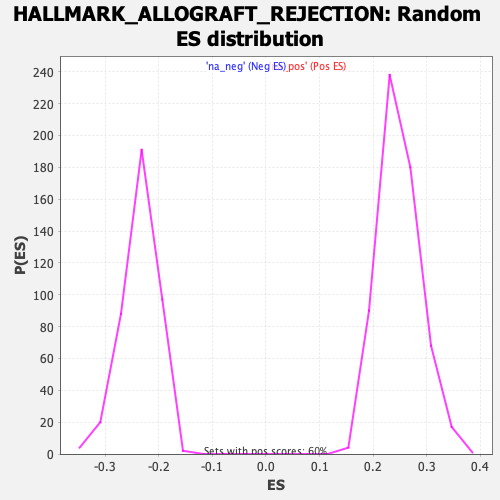 HALLMARK_ALLOGRAFT_REJECTION: Random
ES distribution
'na_neg' (Neg ES) pos' (Pos ES)
240
220
200
180
160
140
120
100
80
60
40
20
0
P(ES)
Sets with pos scores: 60%
-0.3 -0.2 -0.1 0.0 0.1 0.2 0.3 0.4
ES